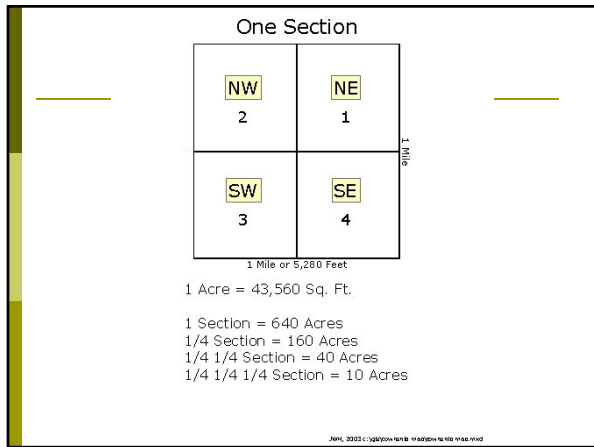 One Section
NW NE
2 1
1 Mile
SW SE
3 4
1 Mile or 5,280 Feet
1 Acre = 43,560 Sq. Ft.
1 Section = 640 Acres
1/4 Section = 160 Acres
1/4 1/4 Section = 40 Acres
1/4 1/4 1/4 Section = 10 Acres
JWM, 2003